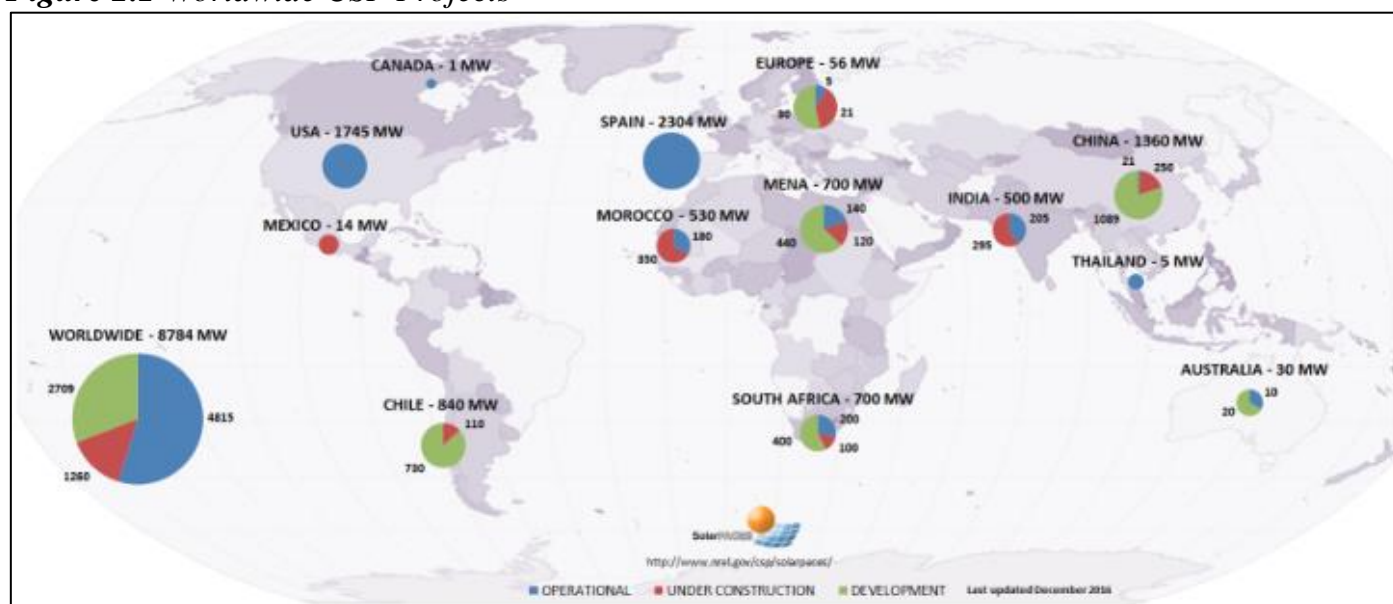 Figure 2.2 Worldwide CSP Projects
CANADA - 1 MW
EUROPE - 56 MW
5
30
21
USA - 1745 MW
SPAIN - 2304 MW
CHINA - 1360 MW
21
250
1089
MENA - 700 MW
140
440
120
INDIA - 500 MW
205
295
MEXICO - 14 MW
MOROCCO - 530 MW
180
350
THAILAND - 5 MW
WORLDWIDE - 8784 MW
2709
4815
1260
CHILE - 840 MW
110
730
SOUTH AFRICA - 700 MW
200
400
100
AUSTRALIA - 30 MW
10
20
SolarPACES
http://www.nrel.gov/csp/solarpaces/
OPERATIONAL UNDER CONSTRUCTION DEVELOPMENT Last updated December 2016